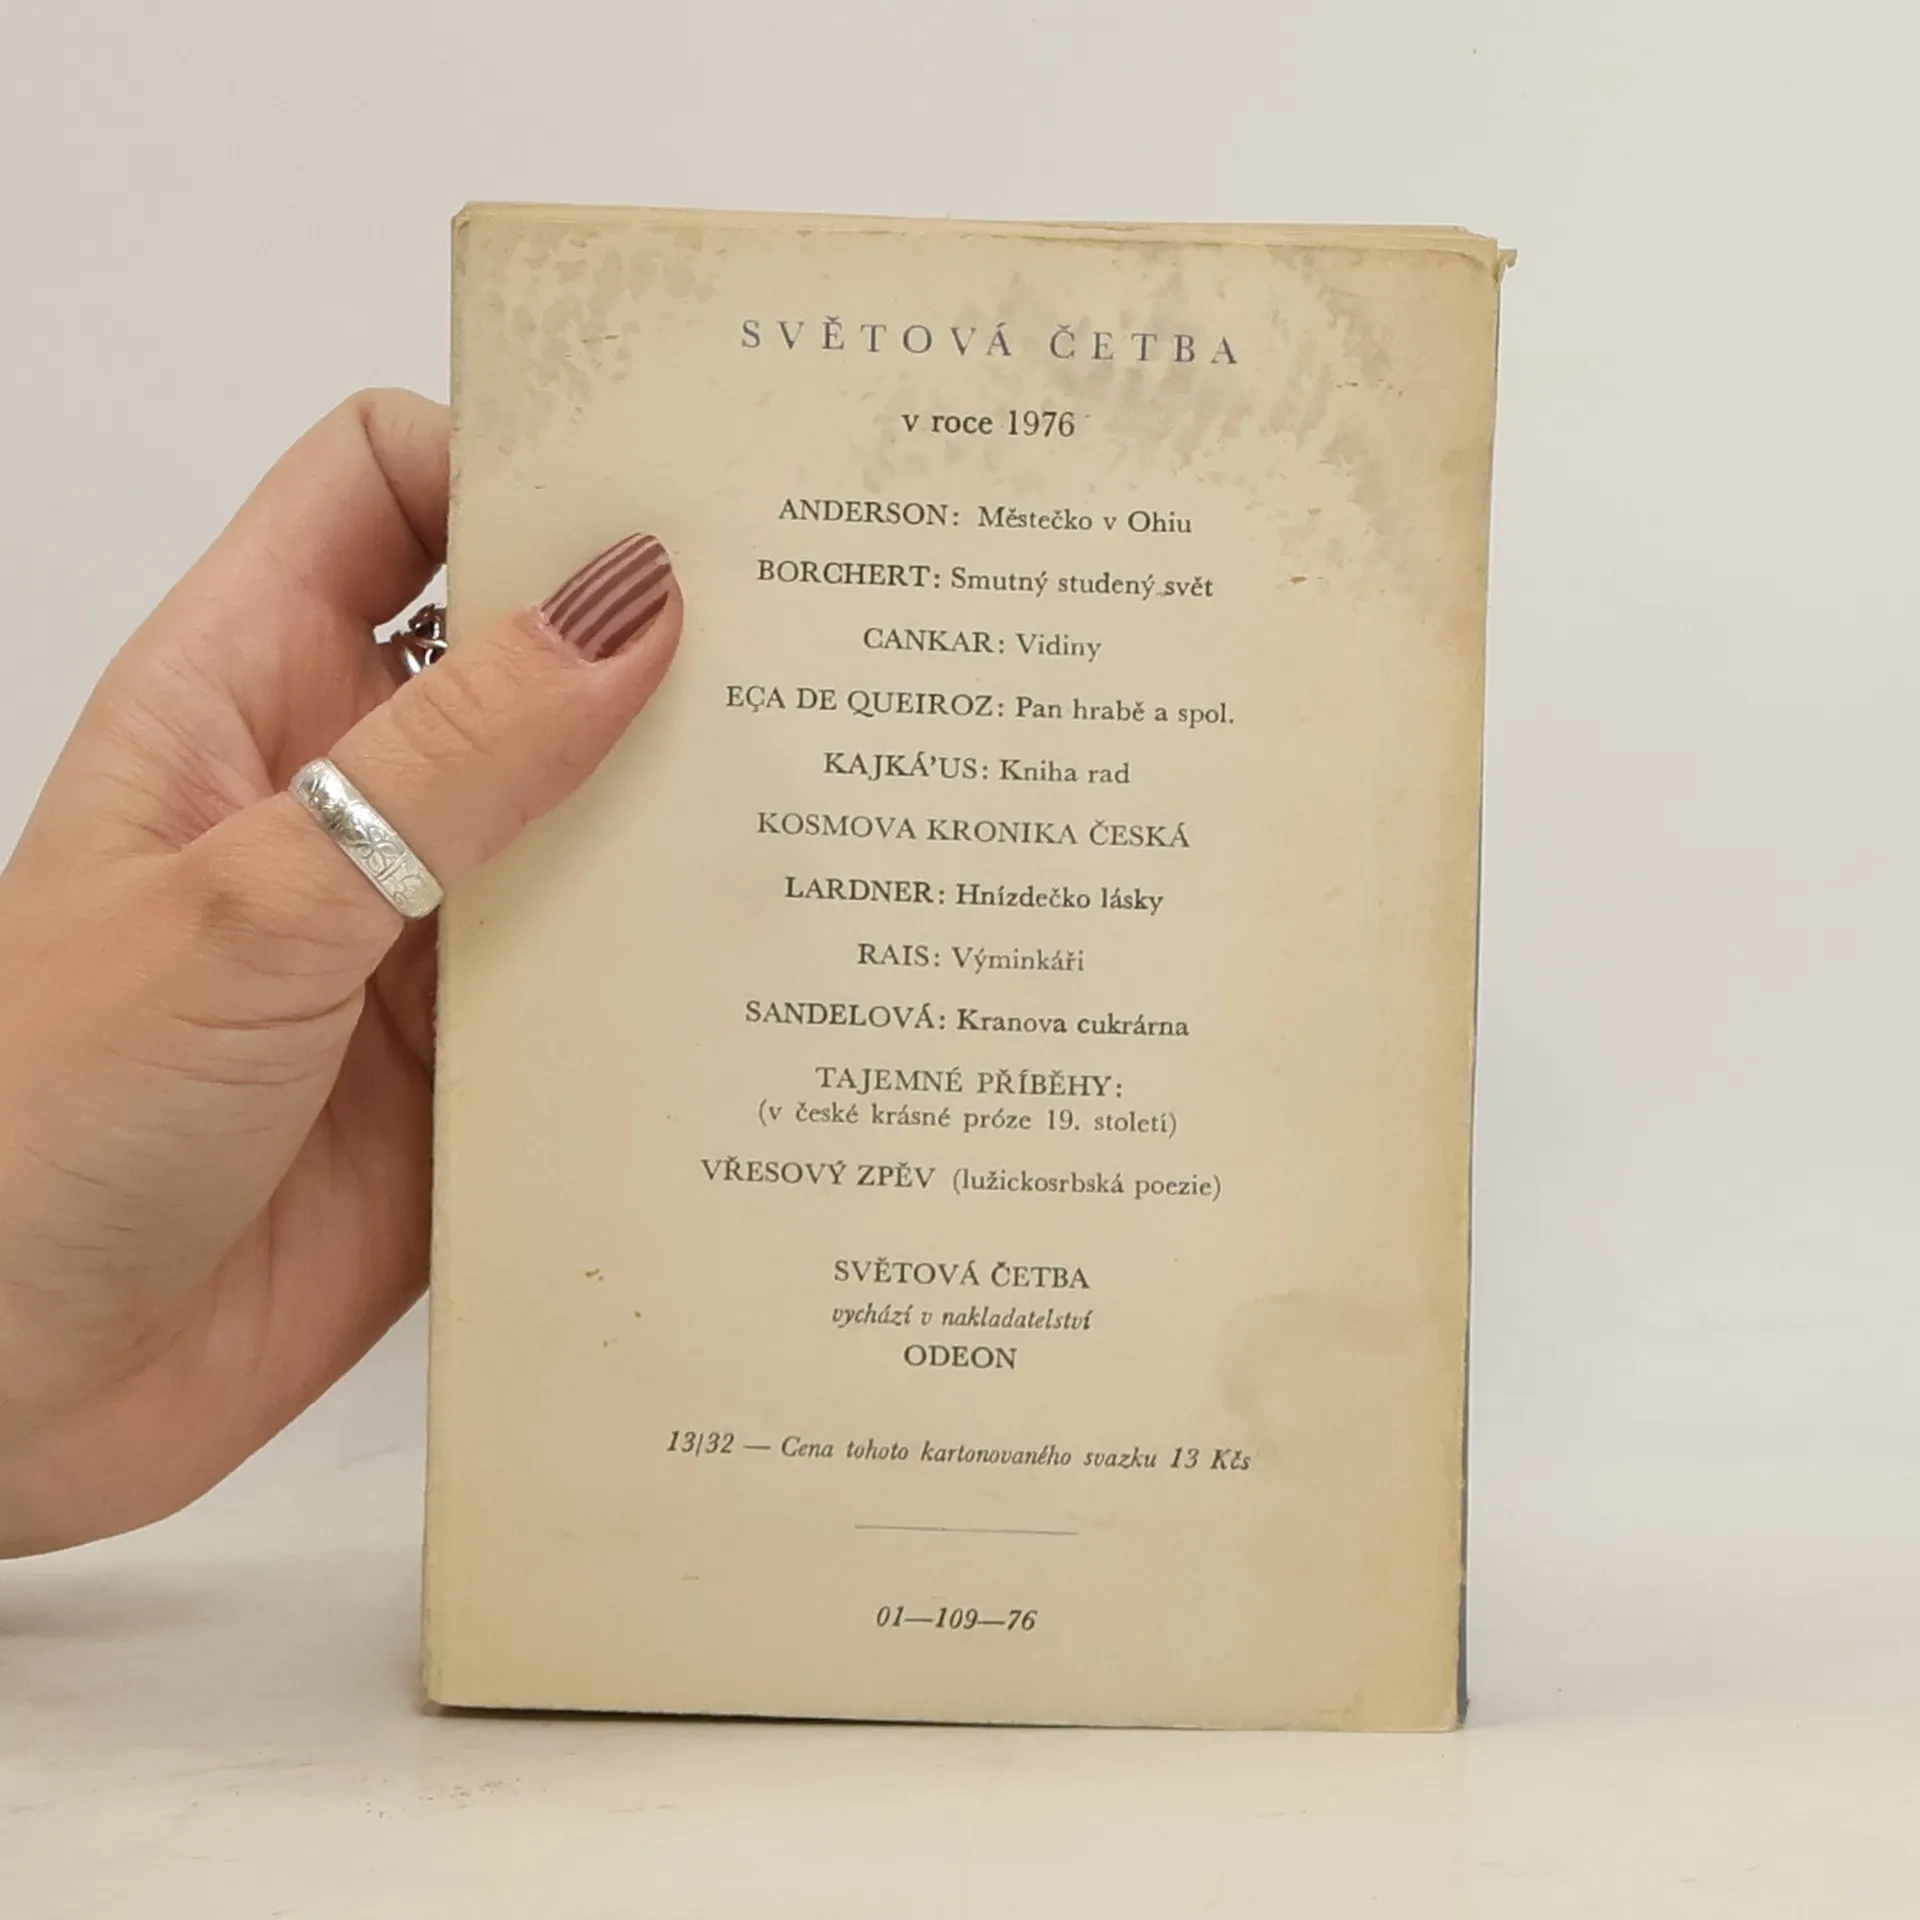 SVĚTOVÁ ČETBA
v roce 1976
ANDERSON: Městečko v Ohiu
BORCHERT: Smutný studený svět
CANKAR: Vidiny
EÇA DE QUEIROZ: Pan hrabě a spol.
KAJKÁ'US: Kniha rad
KOSMOVA KRONIKA ČESKÁ
LARDNER: Hnízdečko lásky
RAIS: Výminkáři
SANDELOVÁ: Kranova cukrárna
TAJEMNÉ PŘÍBĚHY:
(v české krásné próze 19. století)
VŘESOVÝ ZPĚV (lužickosrbská poezie)
SVĚTOVÁ ČETBA
vychází v nakladatelství
ODEON
13/32 — Cena tohoto kartonovaného svazku 13 Kčs
01—109—76